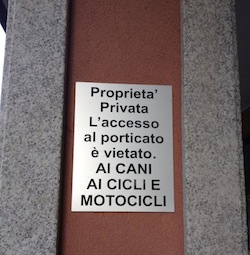 Proprieta'
Privata
L'accesso
al porticato
è vietato.
AI CANI
AI CICLI E
MOTOCICLI